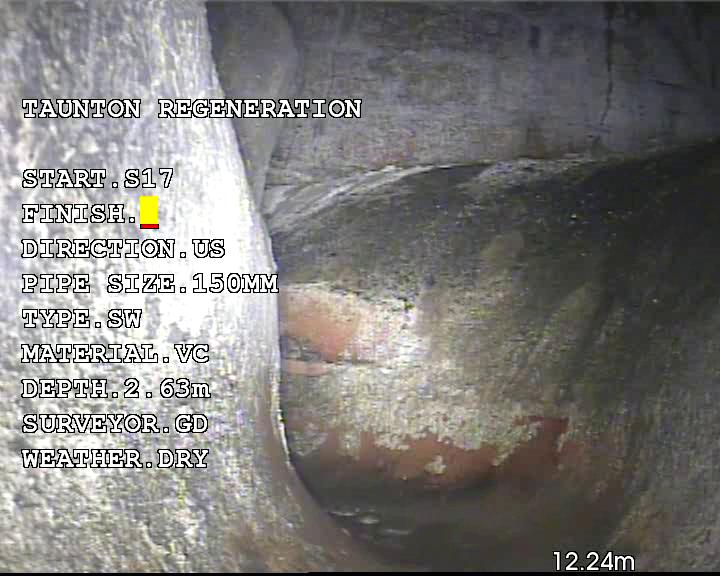 TAUNTON REGENERATION
START.S17
FINISH.
DIRECTION.US
PIPE SIZE.150MM
TYPE.SW
MATERIAL.VC
DEPTH.2.63m
SURVEYOR.GD
WEATHER.DRY
12.24m